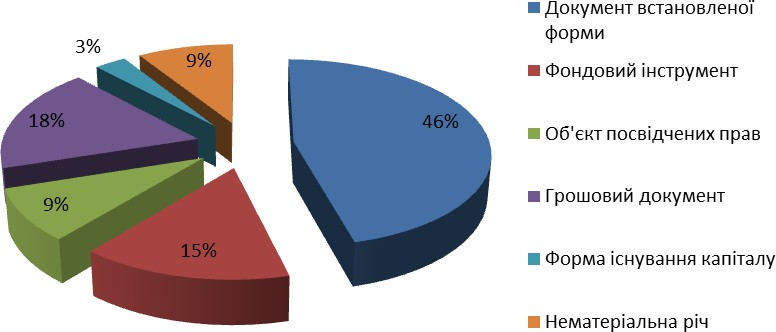 3%
9%
18%
46%
9%
15%
Документ встановленої
форми
Фондовий інструмент
Об'єкт посвідчених прав
Грошовий документ
Форма існування капіталу
Нематеріальна річ